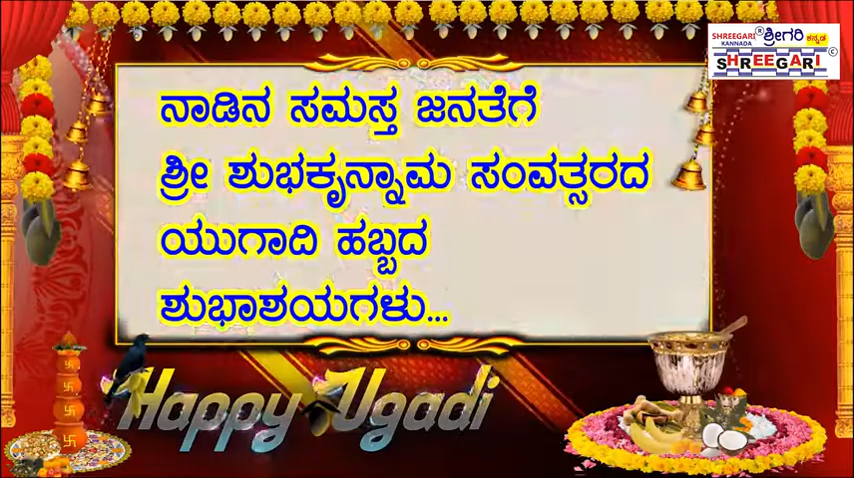 SHREEGARI® ಶ್ರೀಗರಿ ಕನ್ನಡ
KANNADA
SHREEGARI ©
ನಾಡಿನ ಸಮಸ್ತ ಜನತೆಗೆ
ಶ್ರೀ ಶುಭಕೃನ್ನಾಮ ಸಂವತ್ಸರದ
ಯುಗಾದಿ ಹಬ್ಬದ
ಶುಭಾಶಯಗಳು...
Happy Ugadi